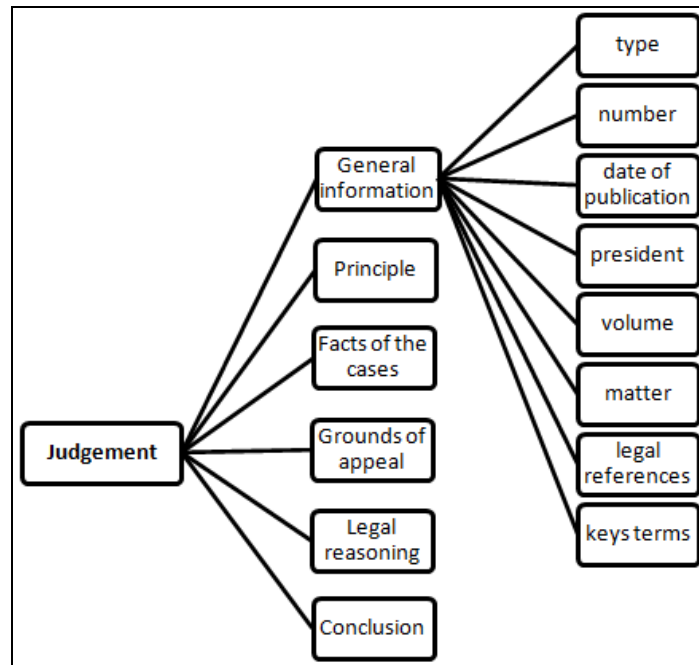 Judgement
General
information
Principle
Facts of the
cases
Grounds of
appeal
Legal
reasoning
Conclusion
type
number
date of
publication
president
volume
matter
legal
references
keys terms